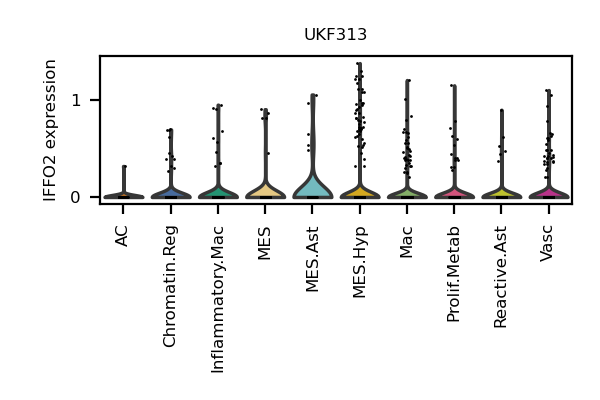 UKF313
IFFO2 expression
1
0
AC
Chromatin.Reg
Inflammatory.Mac
MES
MES.Ast
MES.Hyp
Mac
Prolif.Metab
Reactive.Ast
Vasc